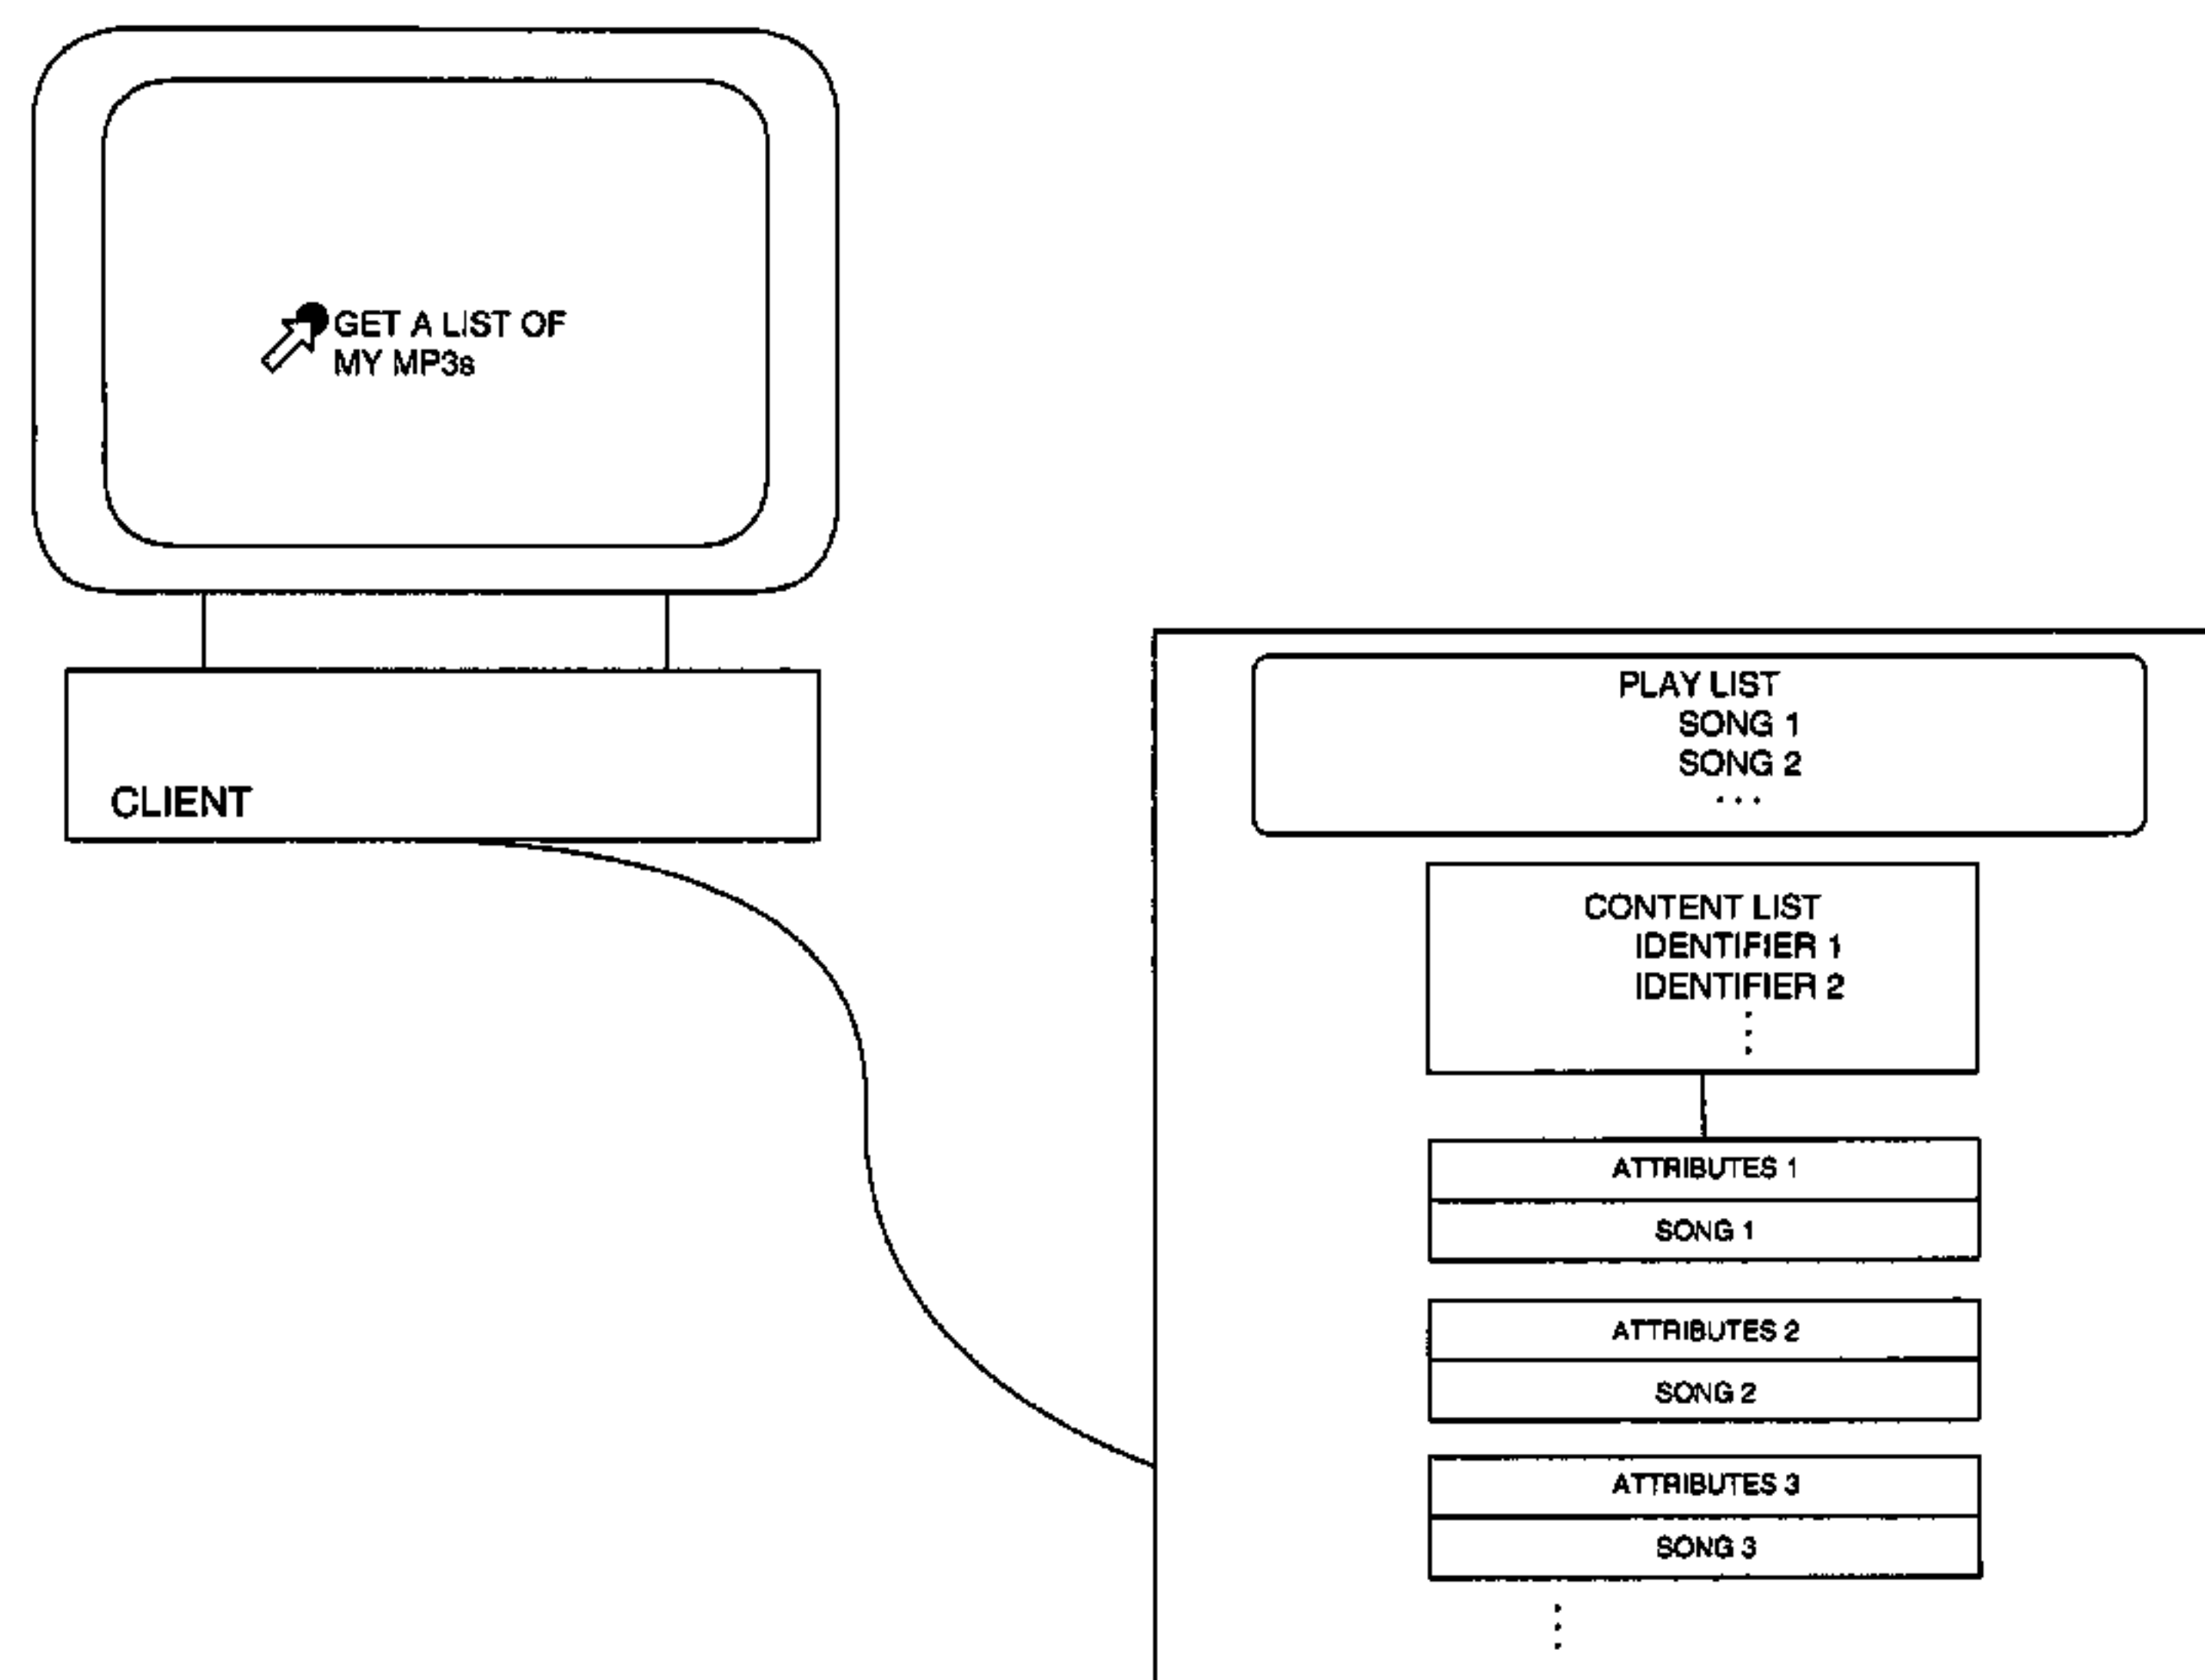 GET A LIST OF
MY MP3s
CLIENT
PLAY LIST
SONG 1
SONG 2
...
CONTENT LIST
IDENTIFIER 1
IDENTIFIER 2
ATTRIBUTES 1
SONG 1
ATTRIBUTES 2
SONG 2
ATTRIBUTES 3
SONG 3